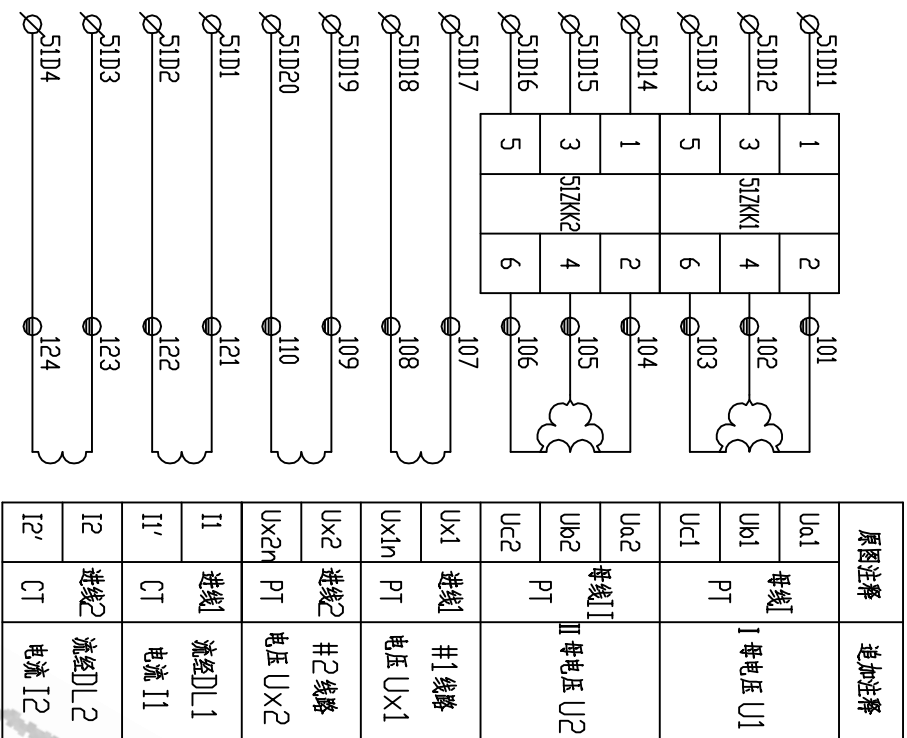 原图注释 追加注释
51D11 1 2 101 Ua1
母线I
51D12 3 51ZKK1 4 102 Ub1 I 母电压 U1
PT
51D13 5 6 103 Uc1
51D14 1 2 104 Ua2
母线II
51D15 3 51ZKK2 4 105 Ub2 II 母电压 U2
PT
51D16 5 6 106 Uc2
51D17 107 Ux1 进线1 #1 线路
51D18 108 Ux1n PT 电压 Ux1
51D19 109 Ux2 进线2 #2 线路
51D20 110 Ux2n PT 电压 Ux2
51D1 121 I1 进线1 流经DL1
51D2 122 I1' CT 电流 I1
51D3 123 I2 进线2 流经DL2
51D4 124 I2' CT 电流 I2